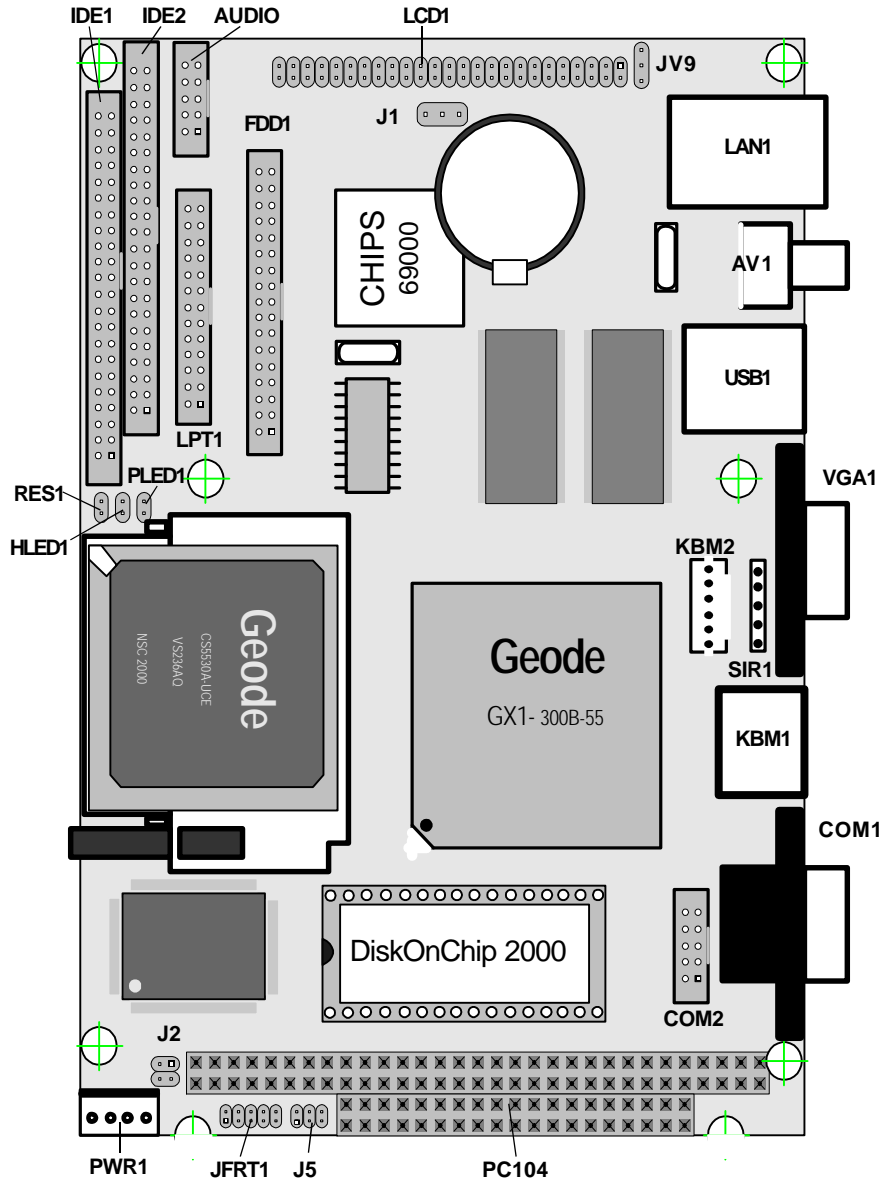 IDE1 IDE2 AUDIO LCD1
JV9
J1
FDD1
LAN1
CHIPS
69000
AV1
USB1
LPT1
PLED1
RES1
VGA1
HLED1
KBM2
Geode
CS5530A-UCE
VS236AQ
NSC 2000
Geode
GX1- 300B-55
SIR1
KBM1
COM1
DiskOnChip 2000
COM2
J2
PWR1 JFRT1 J5 PC104